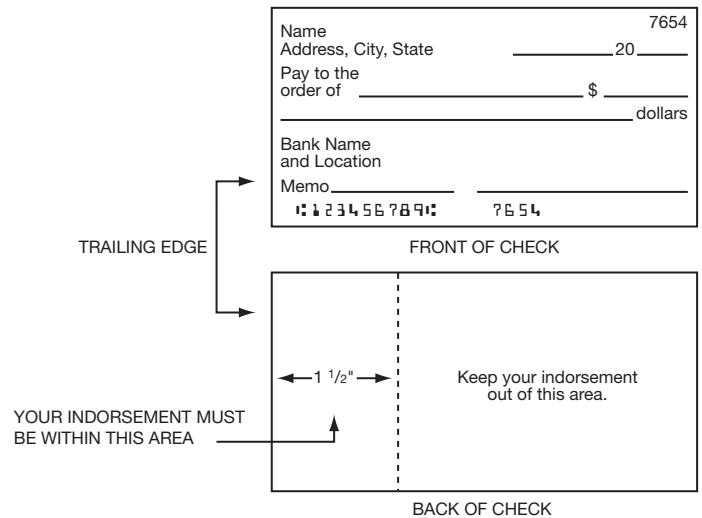 7654
Name
Address, City, State 20
Pay to the
order of $
dollars
Bank Name
and Location
Memo
⑆123456789⑆ 7654
TRAILING EDGE
FRONT OF CHECK
1 1/2"
Keep your indorsement
out of this area.
YOUR INDORSEMENT MUST
BE WITHIN THIS AREA
BACK OF CHECK